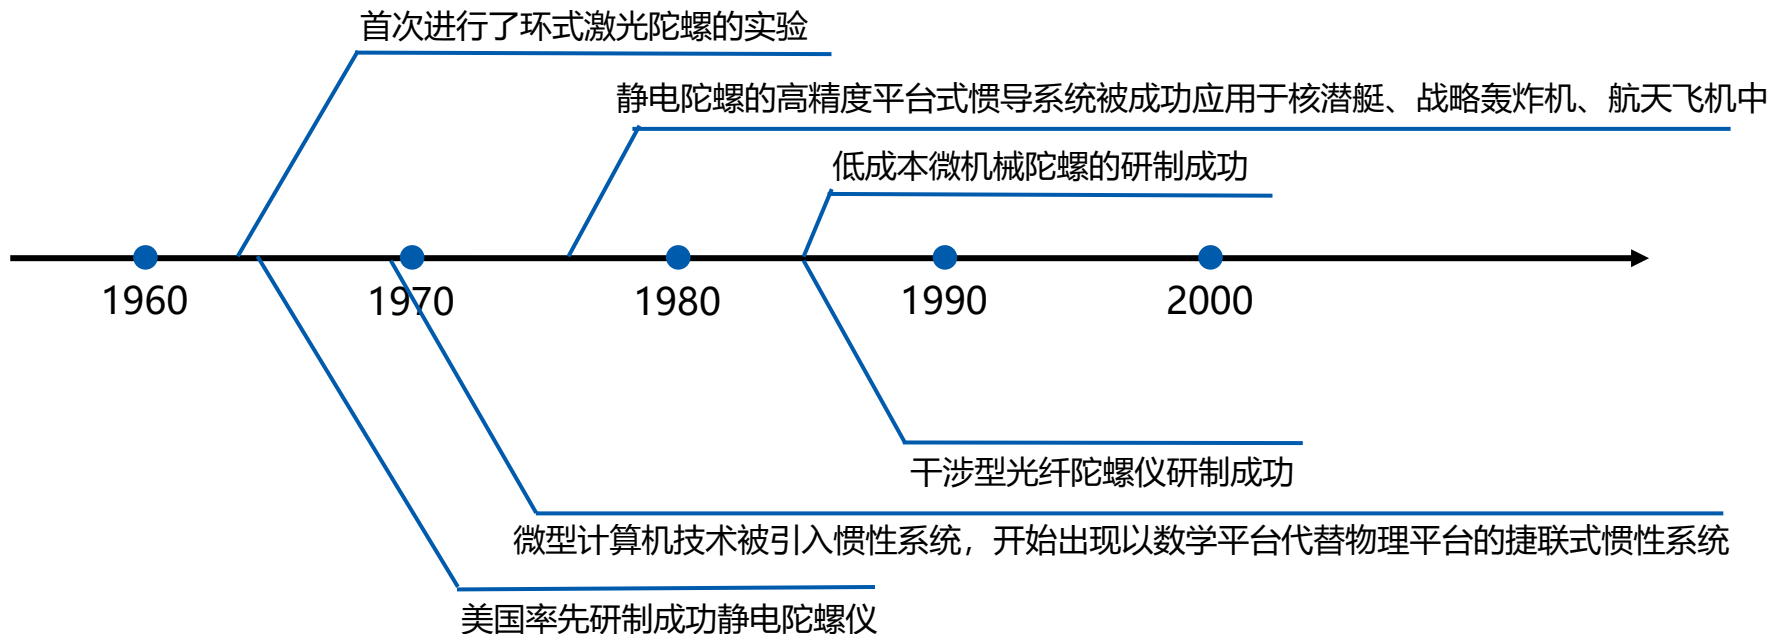 首次进行了环式激光陀螺的实验
静电陀螺的高精度平台式惯导系统被成功应用于核潜艇、战略轰炸机、航天飞机中
低成本微机械陀螺的研制成功
1960 1970 1980 1990 2000
干涉型光纤陀螺仪研制成功
微型计算机技术被引入惯性系统，开始出现以数学平台代替物理平台的捷联式惯性系统
美国率先研制成功静电陀螺仪